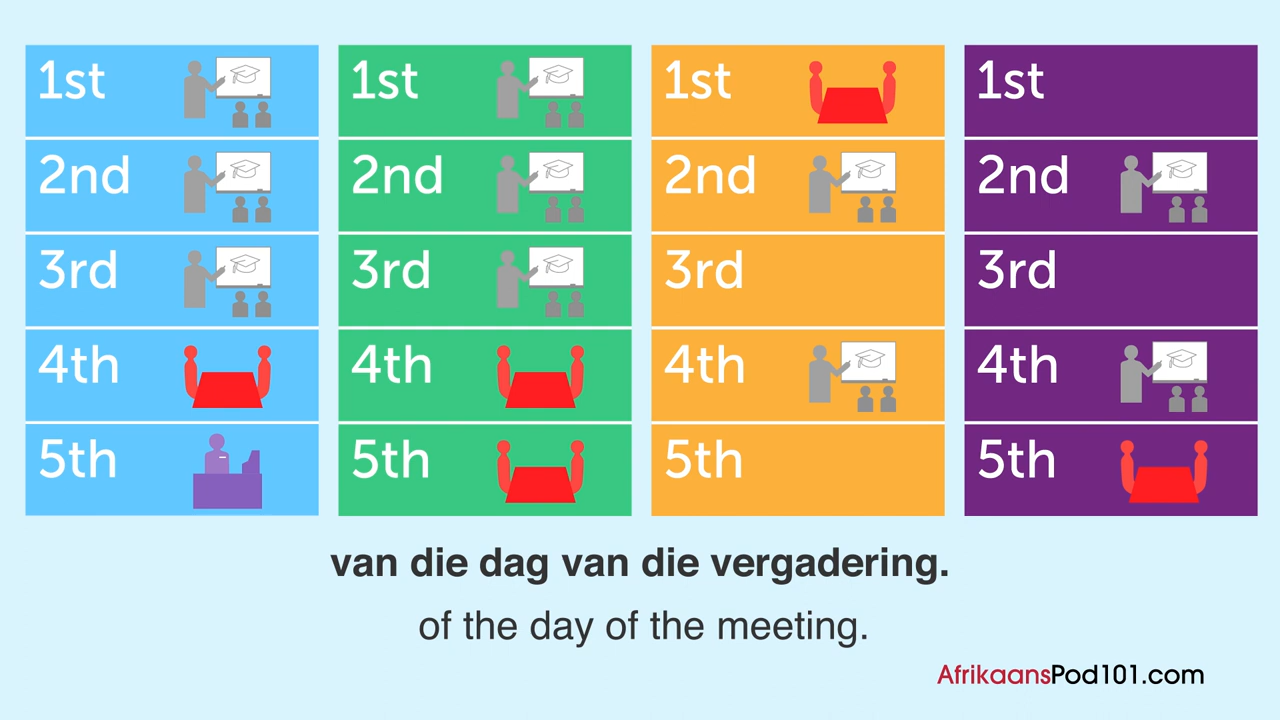 1st
2nd
3rd
4th
5th
1st
2nd
3rd
4th
5th
1st
2nd
3rd
4th
5th
1st
2nd
3rd
4th
5th
van die dag van die vergadering.
of the day of the meeting.
AfrikaansPod101.com